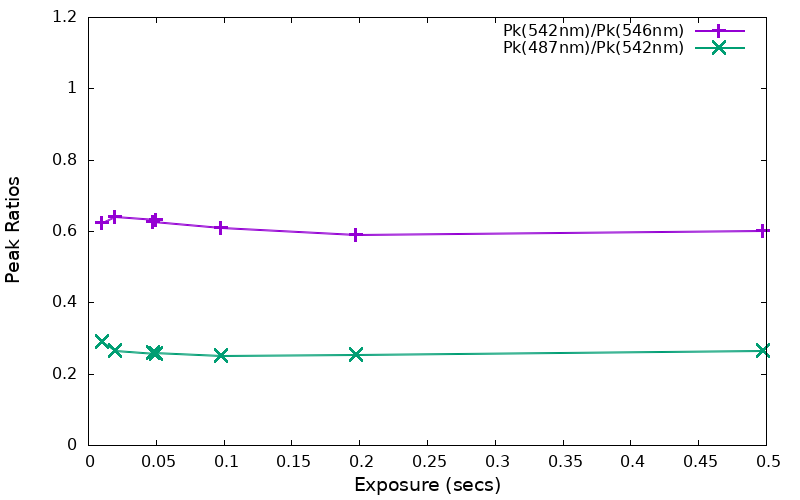 1.2
1
0.8
0.6
0.4
0.2
0
0 0.05 0.1 0.15 0.2 0.25 0.3 0.35 0.4 0.45 0.5
Peak Ratios
Exposure (secs)
Pk(542nm)/Pk(546nm)
Pk(487nm)/Pk(542nm)